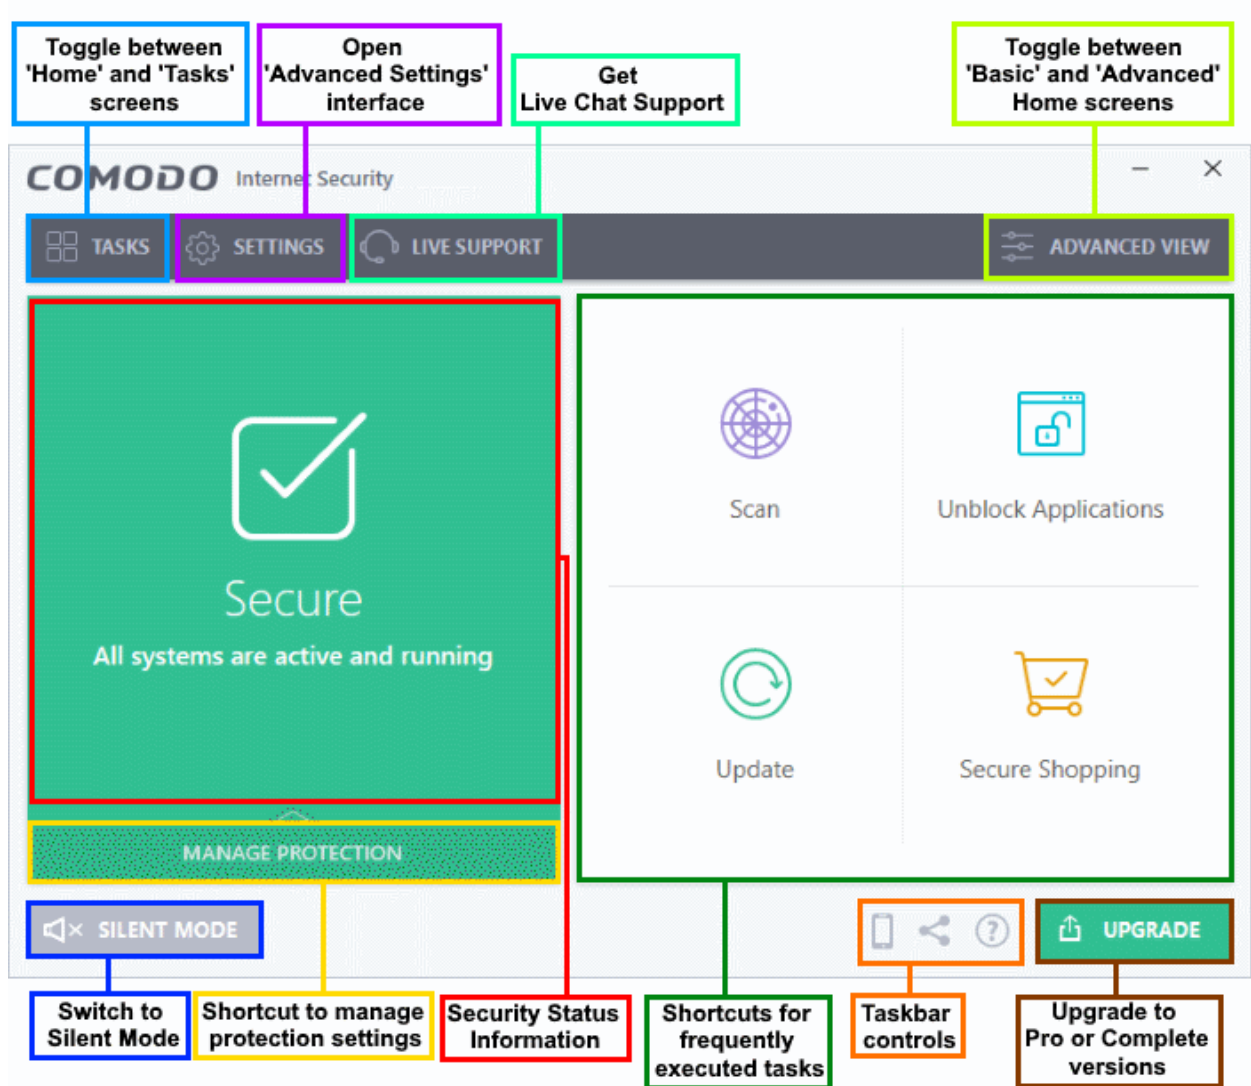 Toggle between
'Home' and 'Tasks'
screens
Open
'Advanced Settings'
interface
Get
Live Chat Support
Toggle between
'Basic' and 'Advanced'
Home screens
COMODO Internet Security
TASKS SETTINGS LIVE SUPPORT ADVANCED VIEW
Secure
All systems are active and running
MANAGE PROTECTION
Scan
Unblock Applications
Update
Secure Shopping
SILENT MODE
UPGRADE
Switch to
Silent Mode
Shortcut to manage
protection settings
Security Status
Information
Shortcuts for
frequently
executed tasks
Taskbar
controls
Upgrade to
Pro or Complete
versions